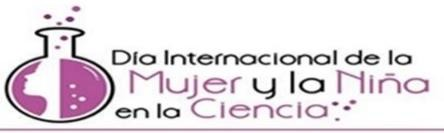 Día Internacional de la
Mujer y la Niña
en la Ciencia